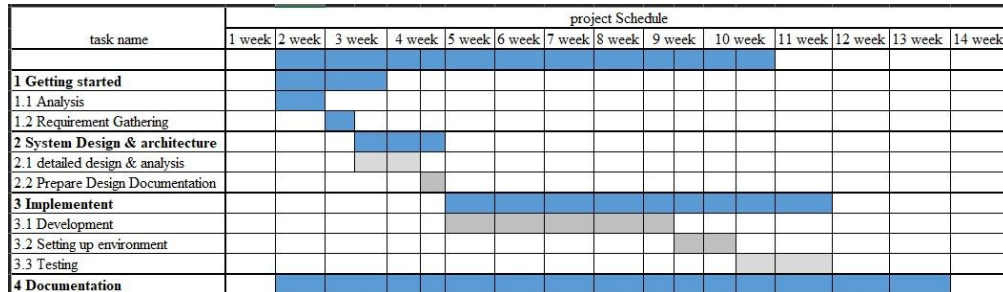 project Schedule
task name
1 week 2 week 3 week 4 week 5 week 6 week 7 week 8 week 9 week 10 week 11 week 12 week 13 week 14 week
1 Getting started
1.1 Analysis
1.2 Requirement Gathering
2 System Design & architecture
2.1 detailed design & analysis
2.2 Prepare Design Documentation
3 Implementent
3.1 Development
3.2 Setting up environment
3.3 Testing
4 Documentation